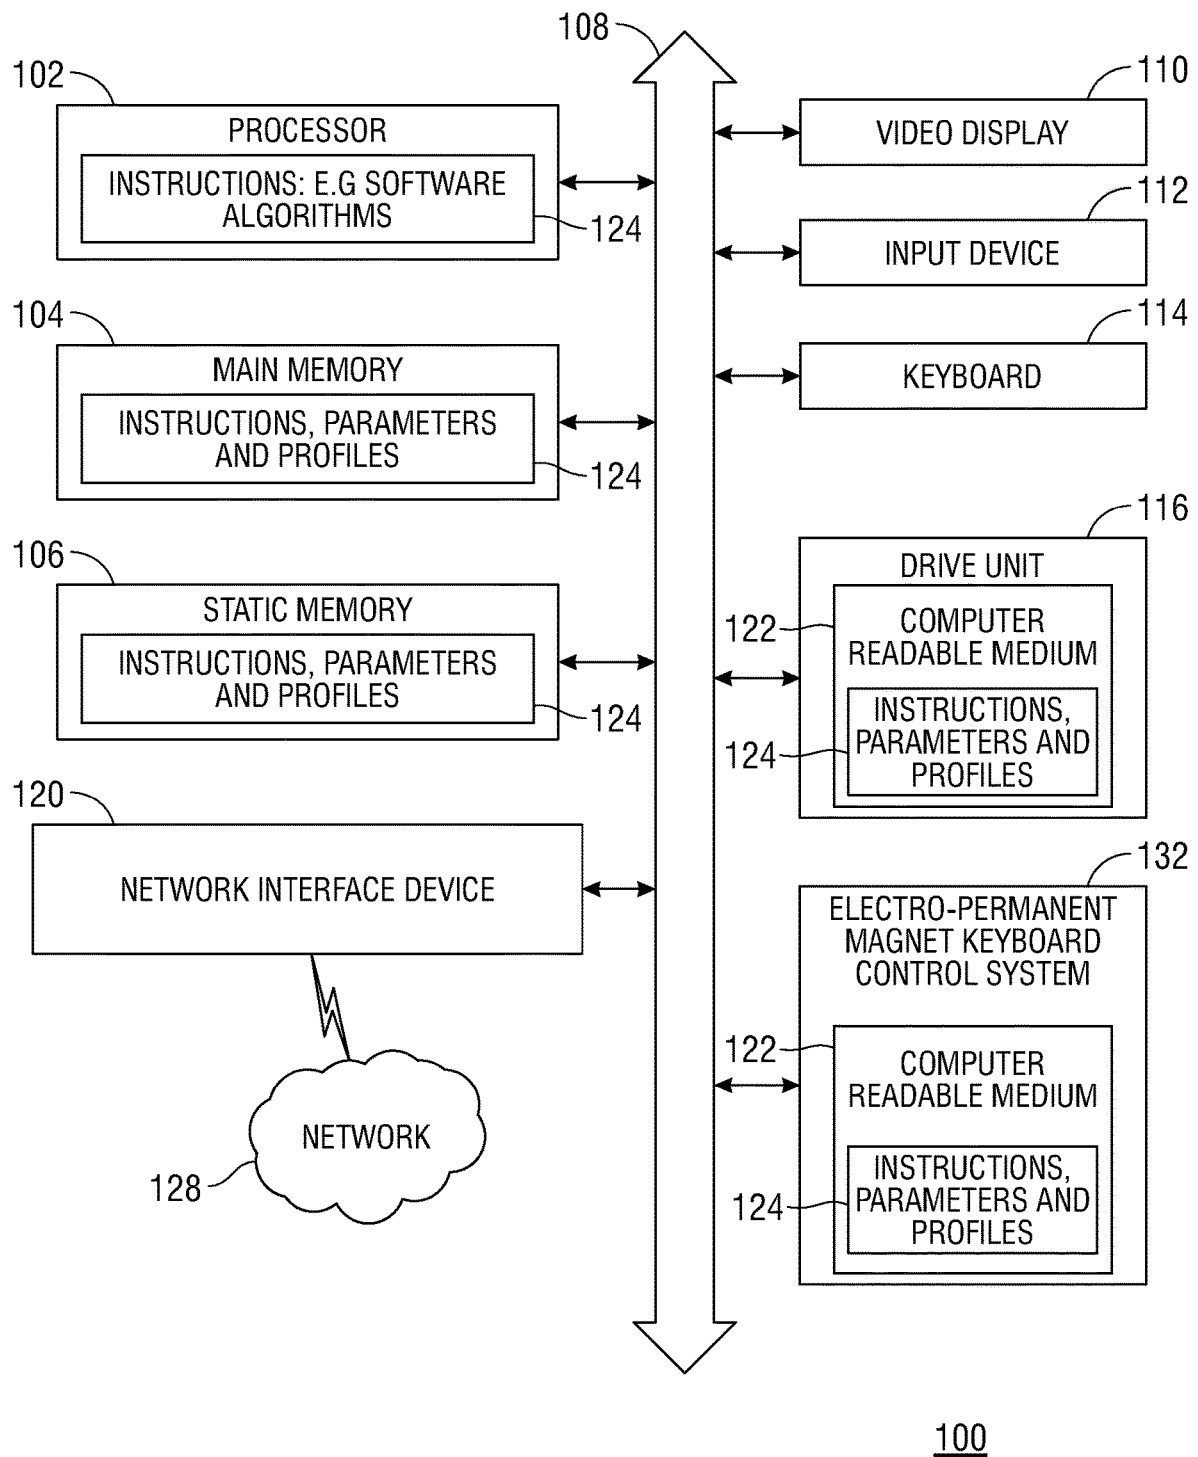 108
102
PROCESSOR
INSTRUCTIONS: E.G SOFTWARE
ALGORITHMS
124
104
MAIN MEMORY
INSTRUCTIONS, PARAMETERS
AND PROFILES
124
106
STATIC MEMORY
INSTRUCTIONS, PARAMETERS
AND PROFILES
124
120
NETWORK INTERFACE DEVICE
NETWORK
128
110
VIDEO DISPLAY
112
INPUT DEVICE
114
KEYBOARD
116
DRIVE UNIT
122
COMPUTER
READABLE MEDIUM
INSTRUCTIONS,
124
PARAMETERS AND
PROFILES
132
ELECTRO-PERMANENT
MAGNET KEYBOARD
CONTROL SYSTEM
122
COMPUTER
READABLE MEDIUM
INSTRUCTIONS,
124
PARAMETERS AND
PROFILES
100